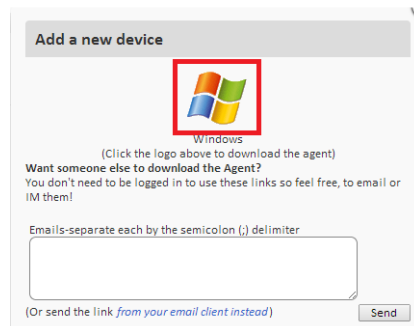 Add a new device
Windows
(Click the logo above to download the agent)
Want someone else to download the Agent?
You don't need to be logged in to use these links so feel free, to email or
IM them!
Emails-separate each by the semicolon (;) delimiter
(Or send the link from your email client instead)
Send